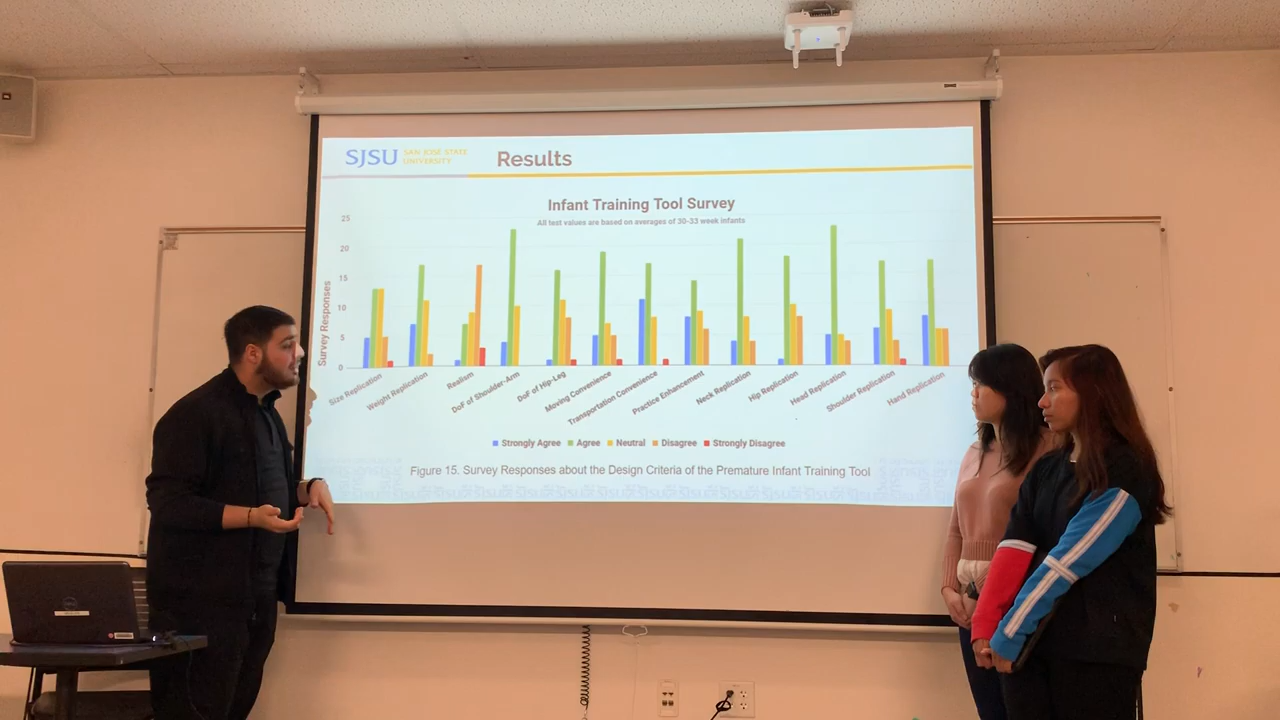 SJSU
SAN JOSÉ STATE
UNIVERSITY
Results
Infant Training Tool Survey
All test values are based on averages of 30-33 week infants
Survey Responses
25
20
15
10
5
0
Size Replication
Weight Replication
Realism
DoF of Shoulder-Arm
DoF of Hip-Leg
Moving Convenience
Transportation Convenience
Practice Enhancement
Neck Replication
Hip Replication
Head Replication
Shoulder Replication
Hand Replication
Strongly Agree Agree Neutral Disagree Strongly Disagree
Figure 15. Survey Responses about the Design Criteria of the Premature Infant Training Tool